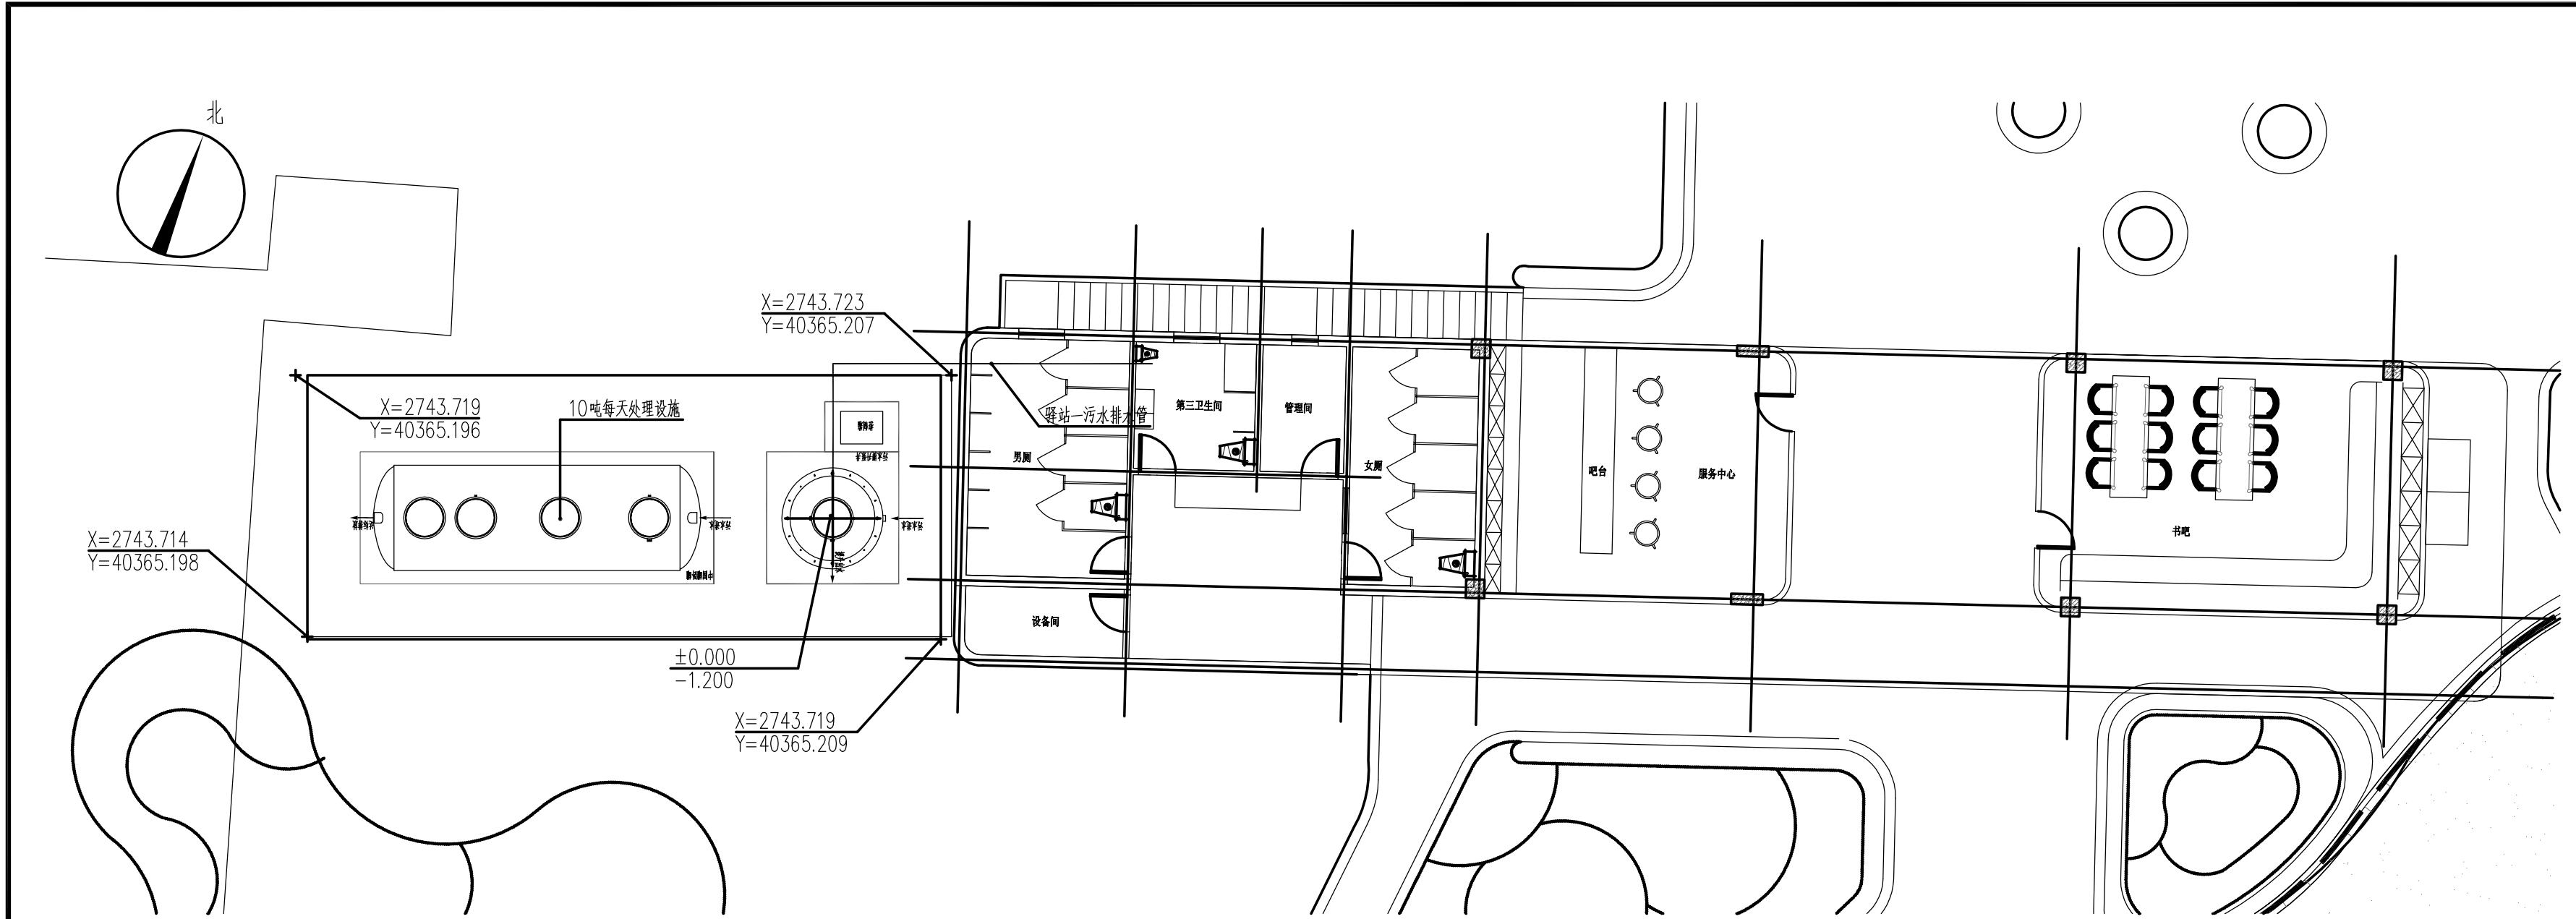 北
X=2743.723
Y=40365.207
X=2743.719
Y=40365.196
10吨每天处理设施
驿站一污水排水管
第三卫生间
管理间
男厕
女厕
吧台
服务中心
书吧
X=2743.714
Y=40365.198
设备间
±0.000
-1.200
X=2743.719
Y=40365.209